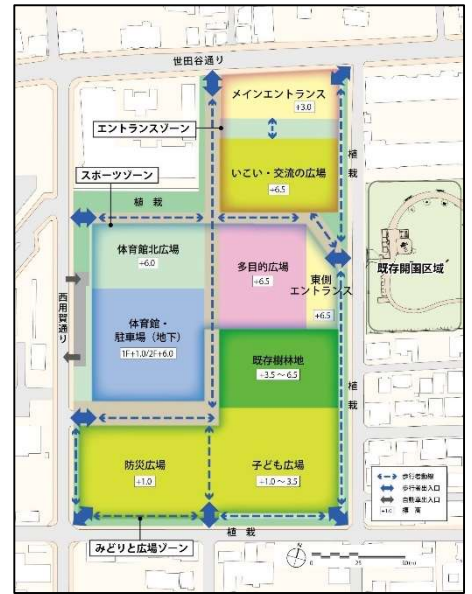 世田谷通り
メインエントランス
+3.0
エントランスゾーン
いこい・交流の広場
+6.5
スポーツゾーン
植栽
植栽
体育館北広場
+6.0
多目的広場
+6.5
東側
エントランス
+6.5
既存開園区域
西用賀通り
体育館・
駐車場(地下)
1F+1.0/2F+6.0
既存樹林地
+3.5～6.5
植栽
防災広場
+1.0
子ども広場
+1.0～3.5
みどりと広場ゾーン
植栽
歩行者動線
歩行者出入口
自動車出入口
標高
0 25 50m